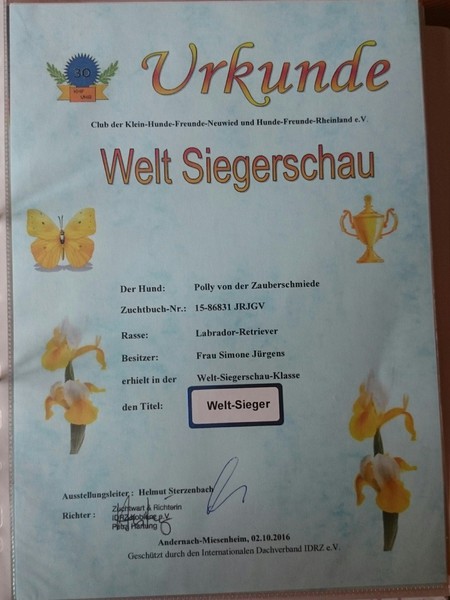 30
Urkunde
Club der Klein-Hunde-Freunde-Neuwied und Hunde-Freunde-Rheinland e.V.
Welt Siegerschau
Der Hund: Polly von der Zauberschmiede
Zuchtbuch-Nr.: 15-86831 JRJGV
Rasse: Labrador-Retriever
Besitzer: Frau Simone Jürgens
erhielt in der Welt-Siegerschau-Klasse
den Titel: Welt-Sieger
Ausstellungsleiter : Helmut Sterzenbach
Richter : Zuchtwart & Richterin
IDRZ
e.V.
Petra
Andernach-Miesenheim, 02.10.2016
Geschützt durch den Internationalen Dachverband IDRZ e.V.